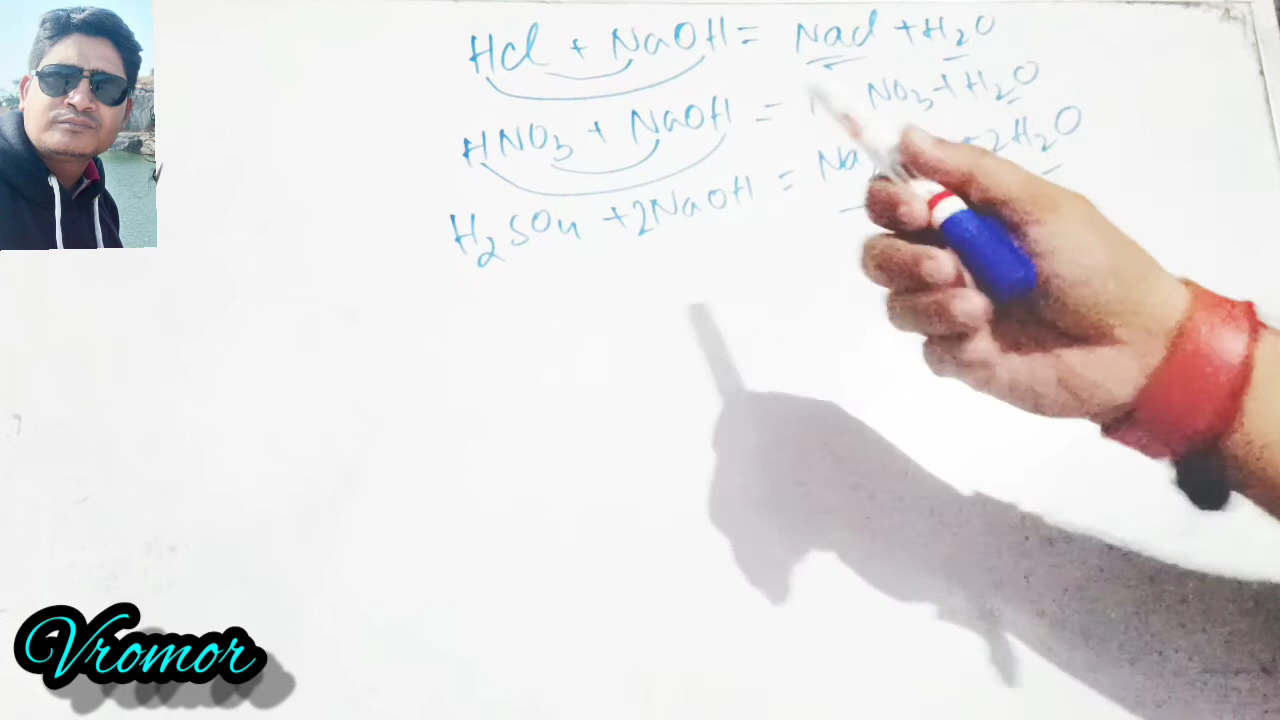 HCl + NaOH = NaCl + H₂O
HNO₃ + NaOH = NO₃ + H₂O
H₂SO₄ + 2NaOH = Na 2H₂O
Vromor